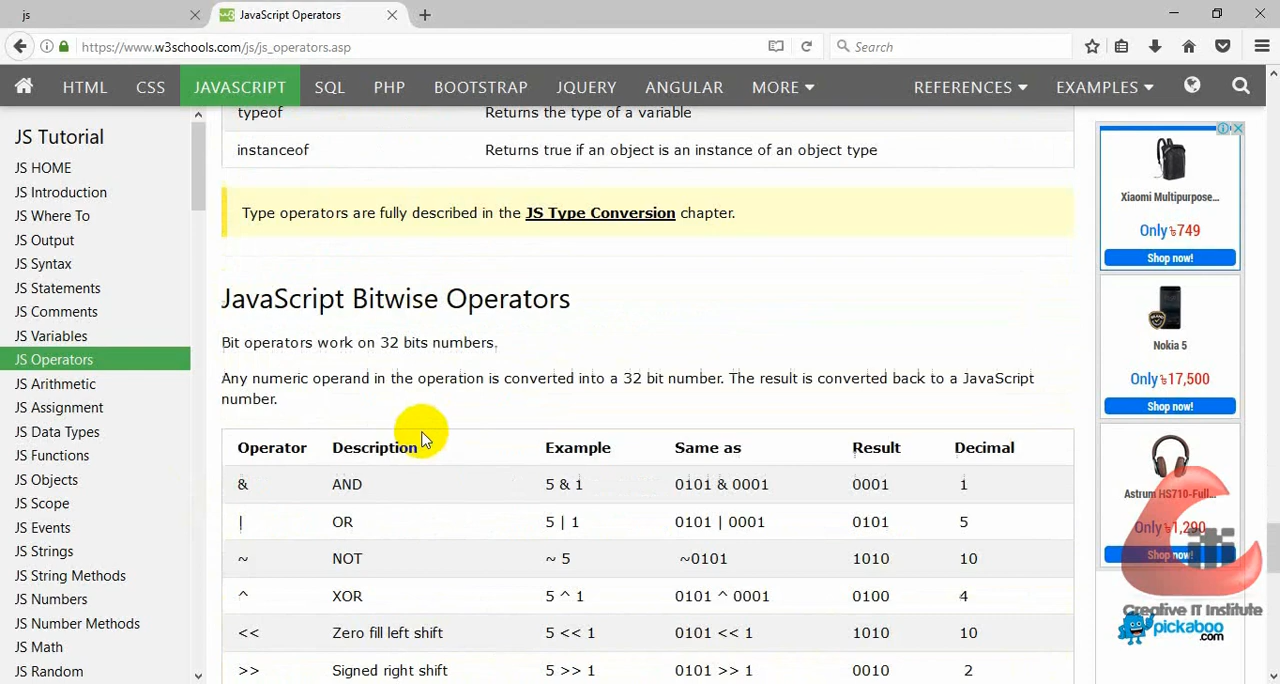 js
JavaScript Operators
https://www.w3schools.com/js/js_operators.asp
Search
HTML CSS JAVASCRIPT SQL PHP BOOTSTRAP JQUERY ANGULAR MORE REFERENCES EXAMPLES
JS Tutorial
JS HOME
JS Introduction
JS Where To
JS Output
JS Syntax
JS Statements
JS Comments
JS Variables
JS Operators
JS Arithmetic
JS Assignment
JS Data Types
JS Functions
JS Objects
JS Scope
JS Events
JS Strings
JS String Methods
JS Numbers
JS Number Methods
JS Math
JS Random
typeof Returns the type of a variable
instanceof Returns true if an object is an instance of an object type
Type operators are fully described in the JS Type Conversion chapter.
JavaScript Bitwise Operators
Bit operators work on 32 bits numbers.
Any numeric operand in the operation is converted into a 32 bit number. The result is converted back to a JavaScript
number.
Operator Description Example Same as Result Decimal
& AND 5 & 1 0101 & 0001 0001 1
| OR 5 | 1 0101 | 0001 0101 5
~ NOT ~ 5 ~0101 1010 10
^ XOR 5 ^ 1 0101 ^ 0001 0100 4
<< Zero fill left shift 5 << 1 0101 << 1 1010 10
>> Signed right shift 5 >> 1 0101 >> 1 0010 2
Xiaomi Multipurpose...
Only ৳749
Shop now!
Nokia 5
Only ৳17,500
Shop now!
Astrum HS710-Full...
Only ৳1,290
Shop now!
Creative IT Institute
pickaboo
.com